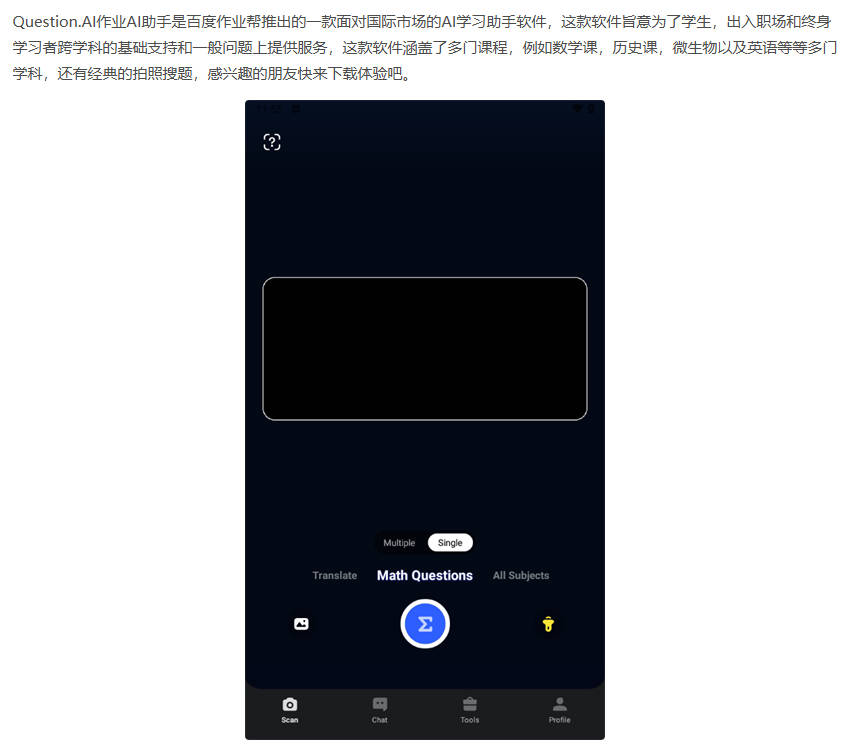 Question.AI作业AI助手是百度作业帮推出的一款面对国际市场的AI学习助手软件，这款软件旨意为了学生，出入职场和终身
学习者跨学科的基础支持和一般问题上提供服务，这款软件涵盖了多门课程，例如数学课，历史课，微生物以及英语等等多门
学科，还有经典的拍照搜题，感兴趣的朋友快来下载体验吧。
Multiple Single
Translate Math Questions All Subjects
Scan Chat Tools Profile